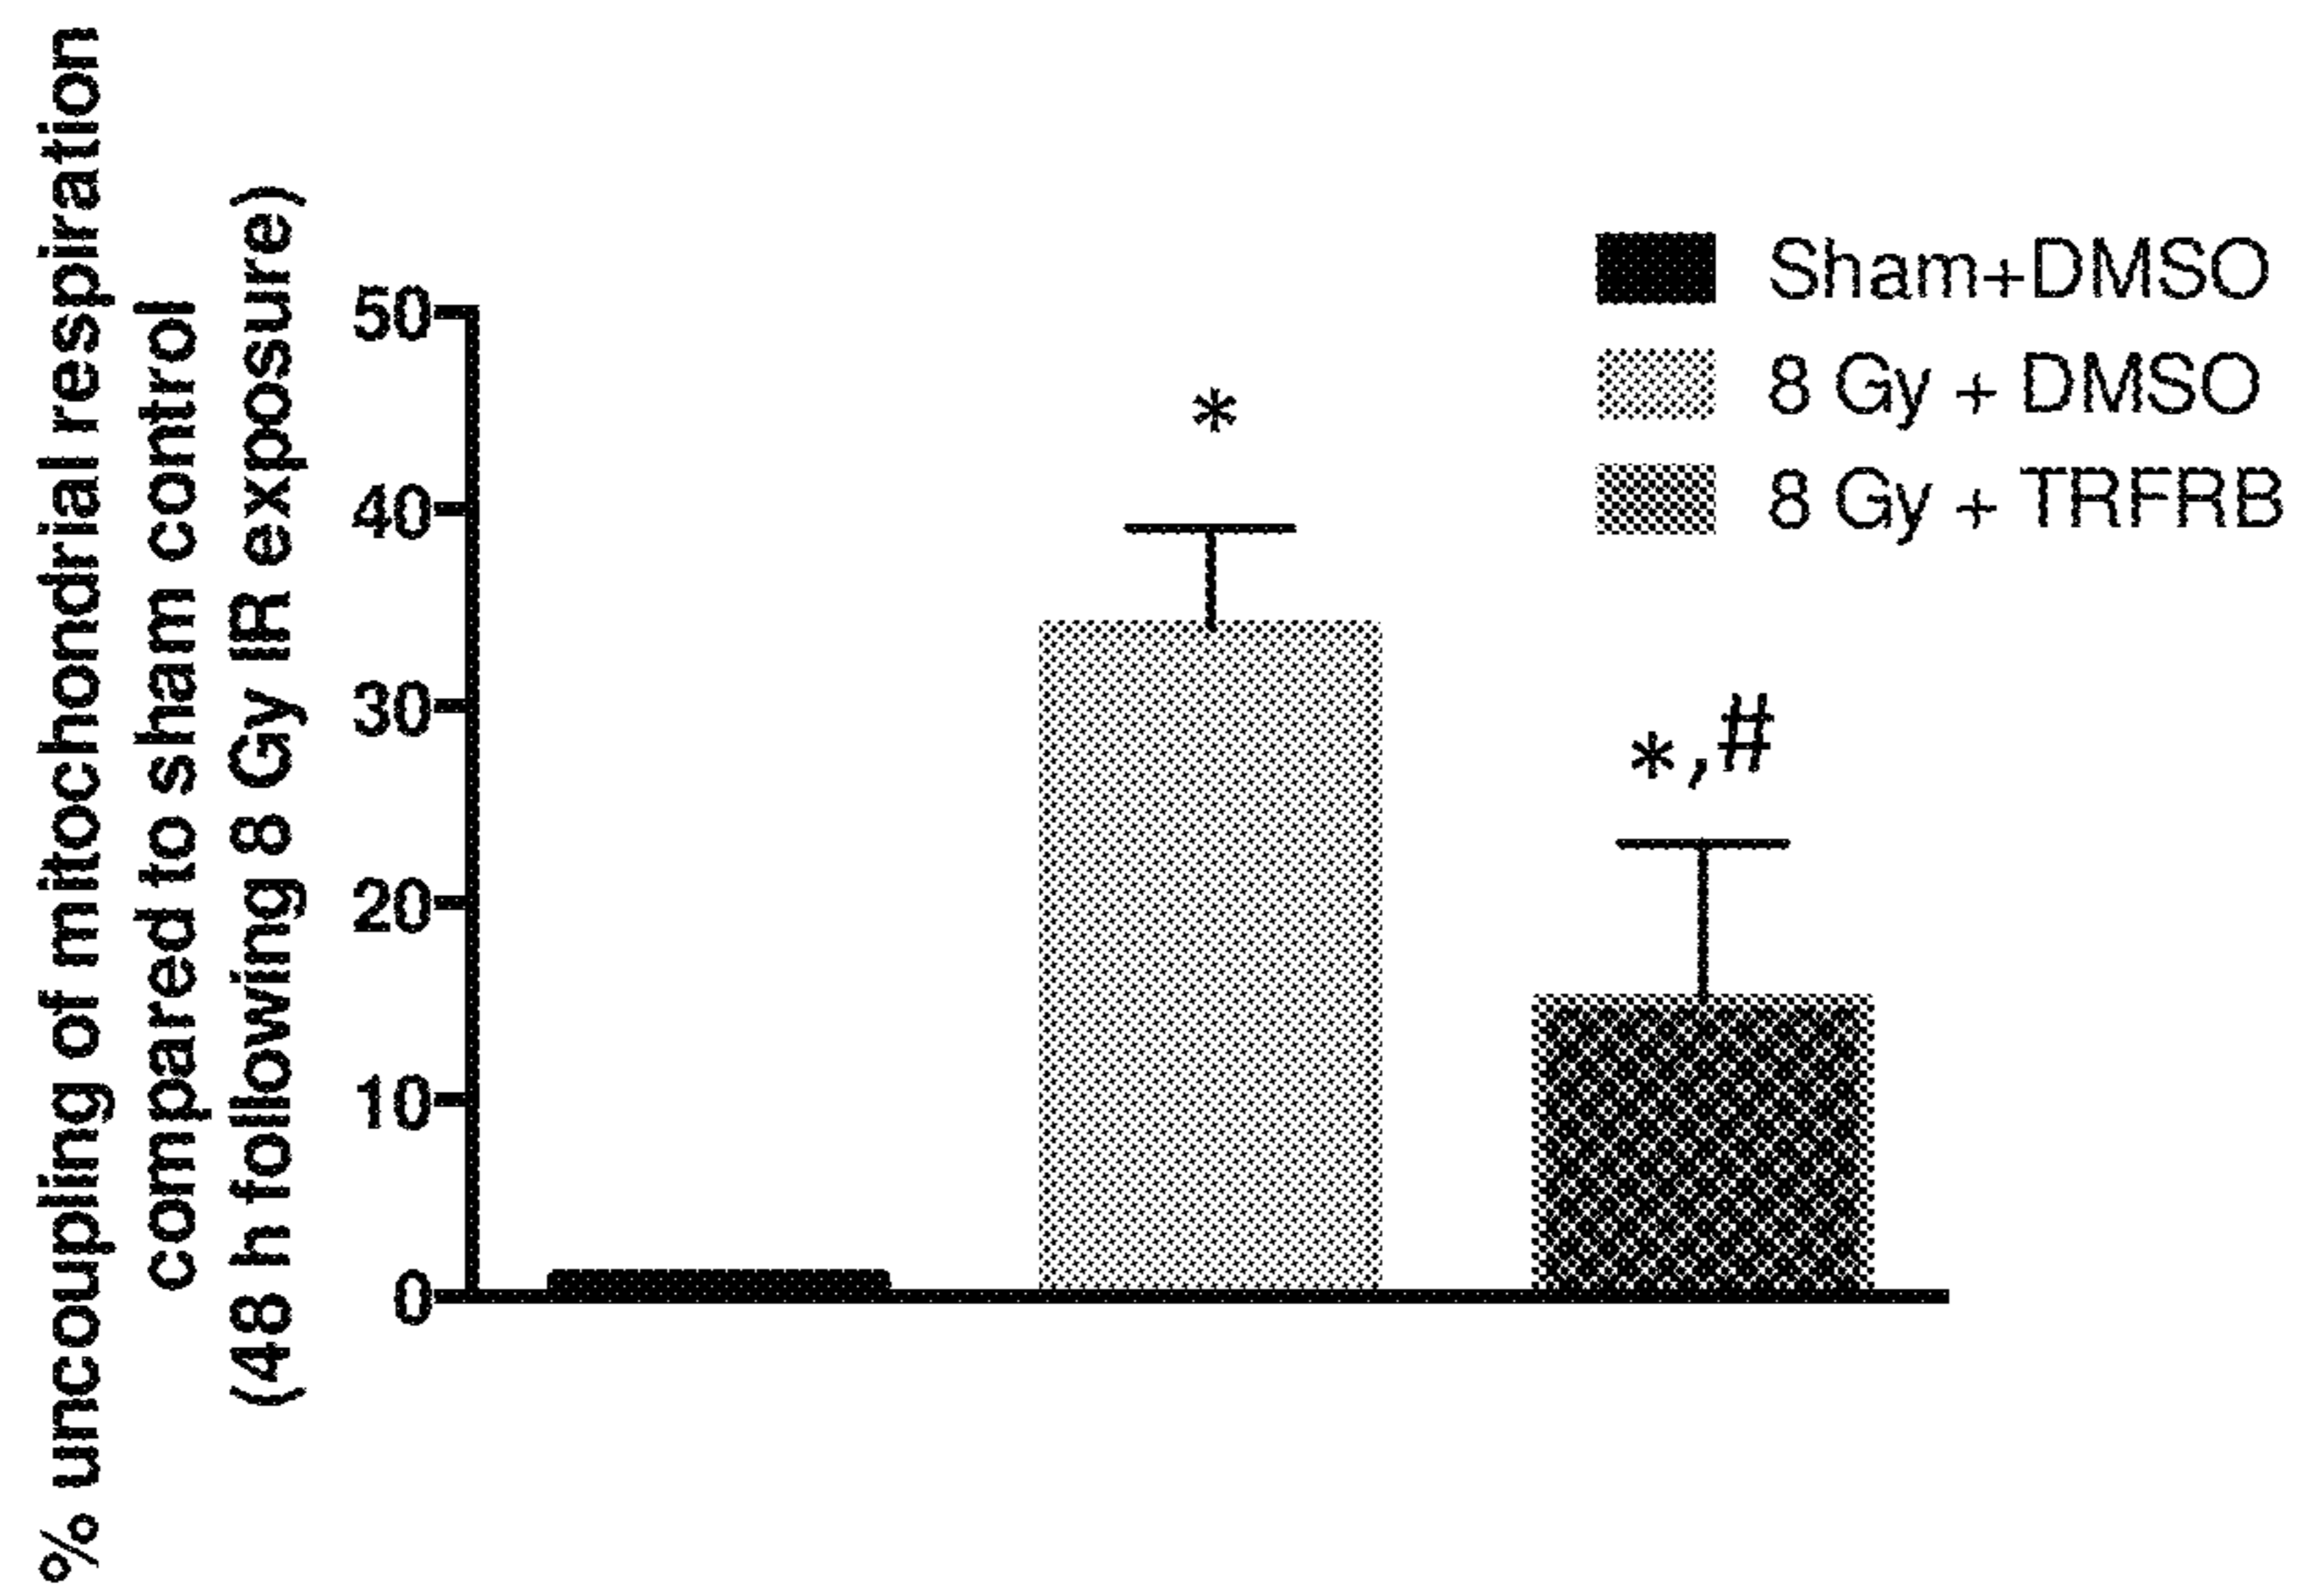 % uncoupling of mitochondrial respiration
compared to sham control
(48 h following 8 Gy IR exposure)
50
40
30
20
10
0
*
*,#
Sham+DMSO
8 Gy + DMSO
8 Gy + TRFRB